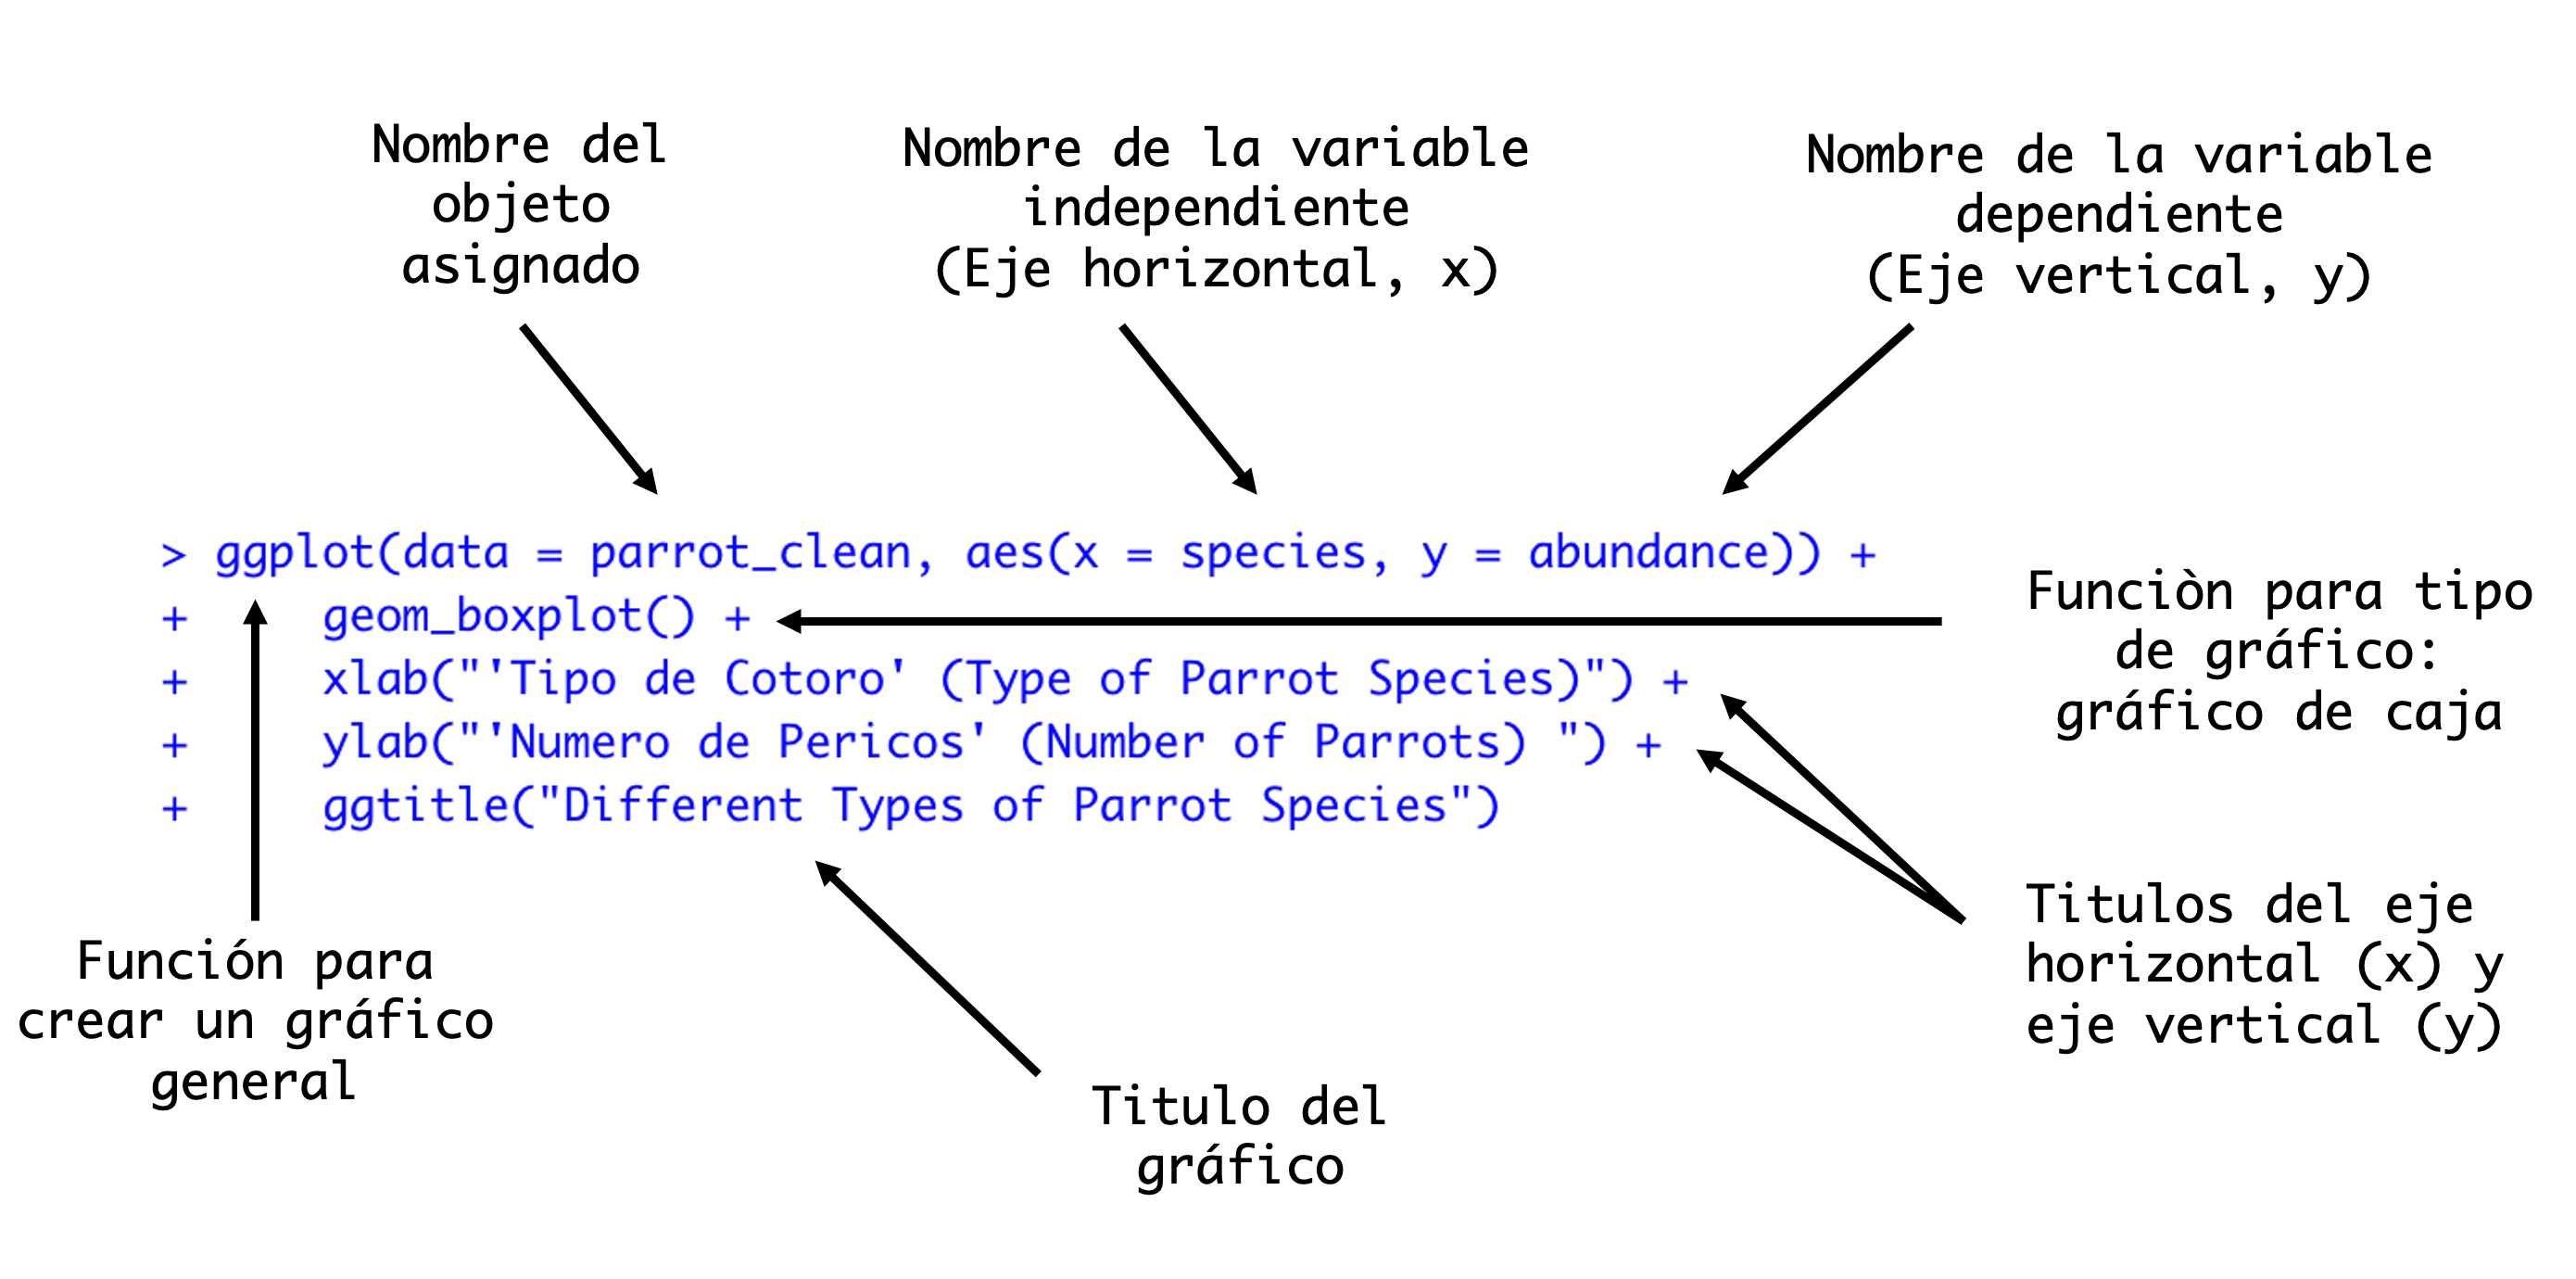 Nombre del
objeto
asignado
Nombre de la variable
independiente
(Eje horizontal, x)
Nombre de la variable
dependiente
(Eje vertical, y)
> ggplot(data = parrot_clean, aes(x = species, y = abundance)) +
+     geom_boxplot() +
+     xlab("'Tipo de Cotoro' (Type of Parrot Species)") +
+     ylab("'Numero de Pericos' (Number of Parrots) ") +
+     ggtitle("Different Types of Parrot Species")
Funciòn para tipo
de gráfico:
gráfico de caja
Titulos del eje
horizontal (x) y
eje vertical (y)
Función para
crear un gráfico
general
Titulo del
gráfico